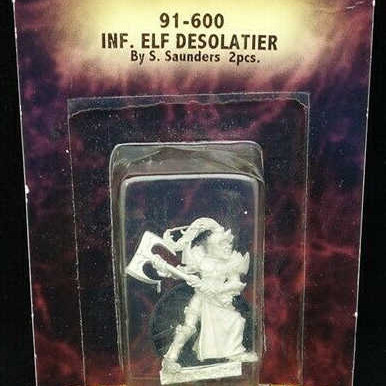 91-600
INF. ELF DESOLATIER
By S. Saunders 2pcs.